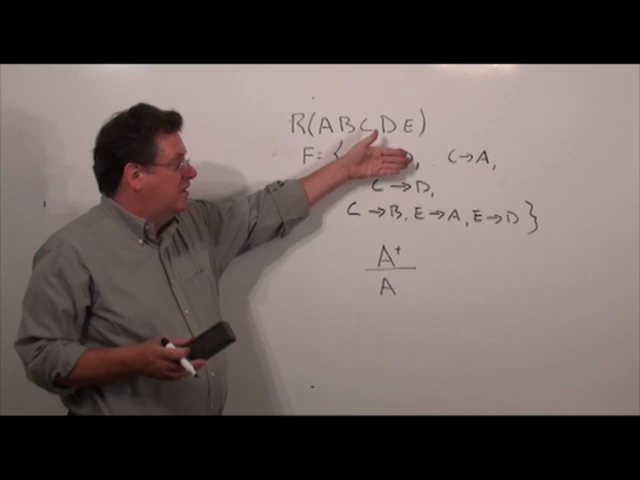 R(ABCDE)
F={ D, C→A,
C→D,
C→B, E→A, E→D}
A⁺
A